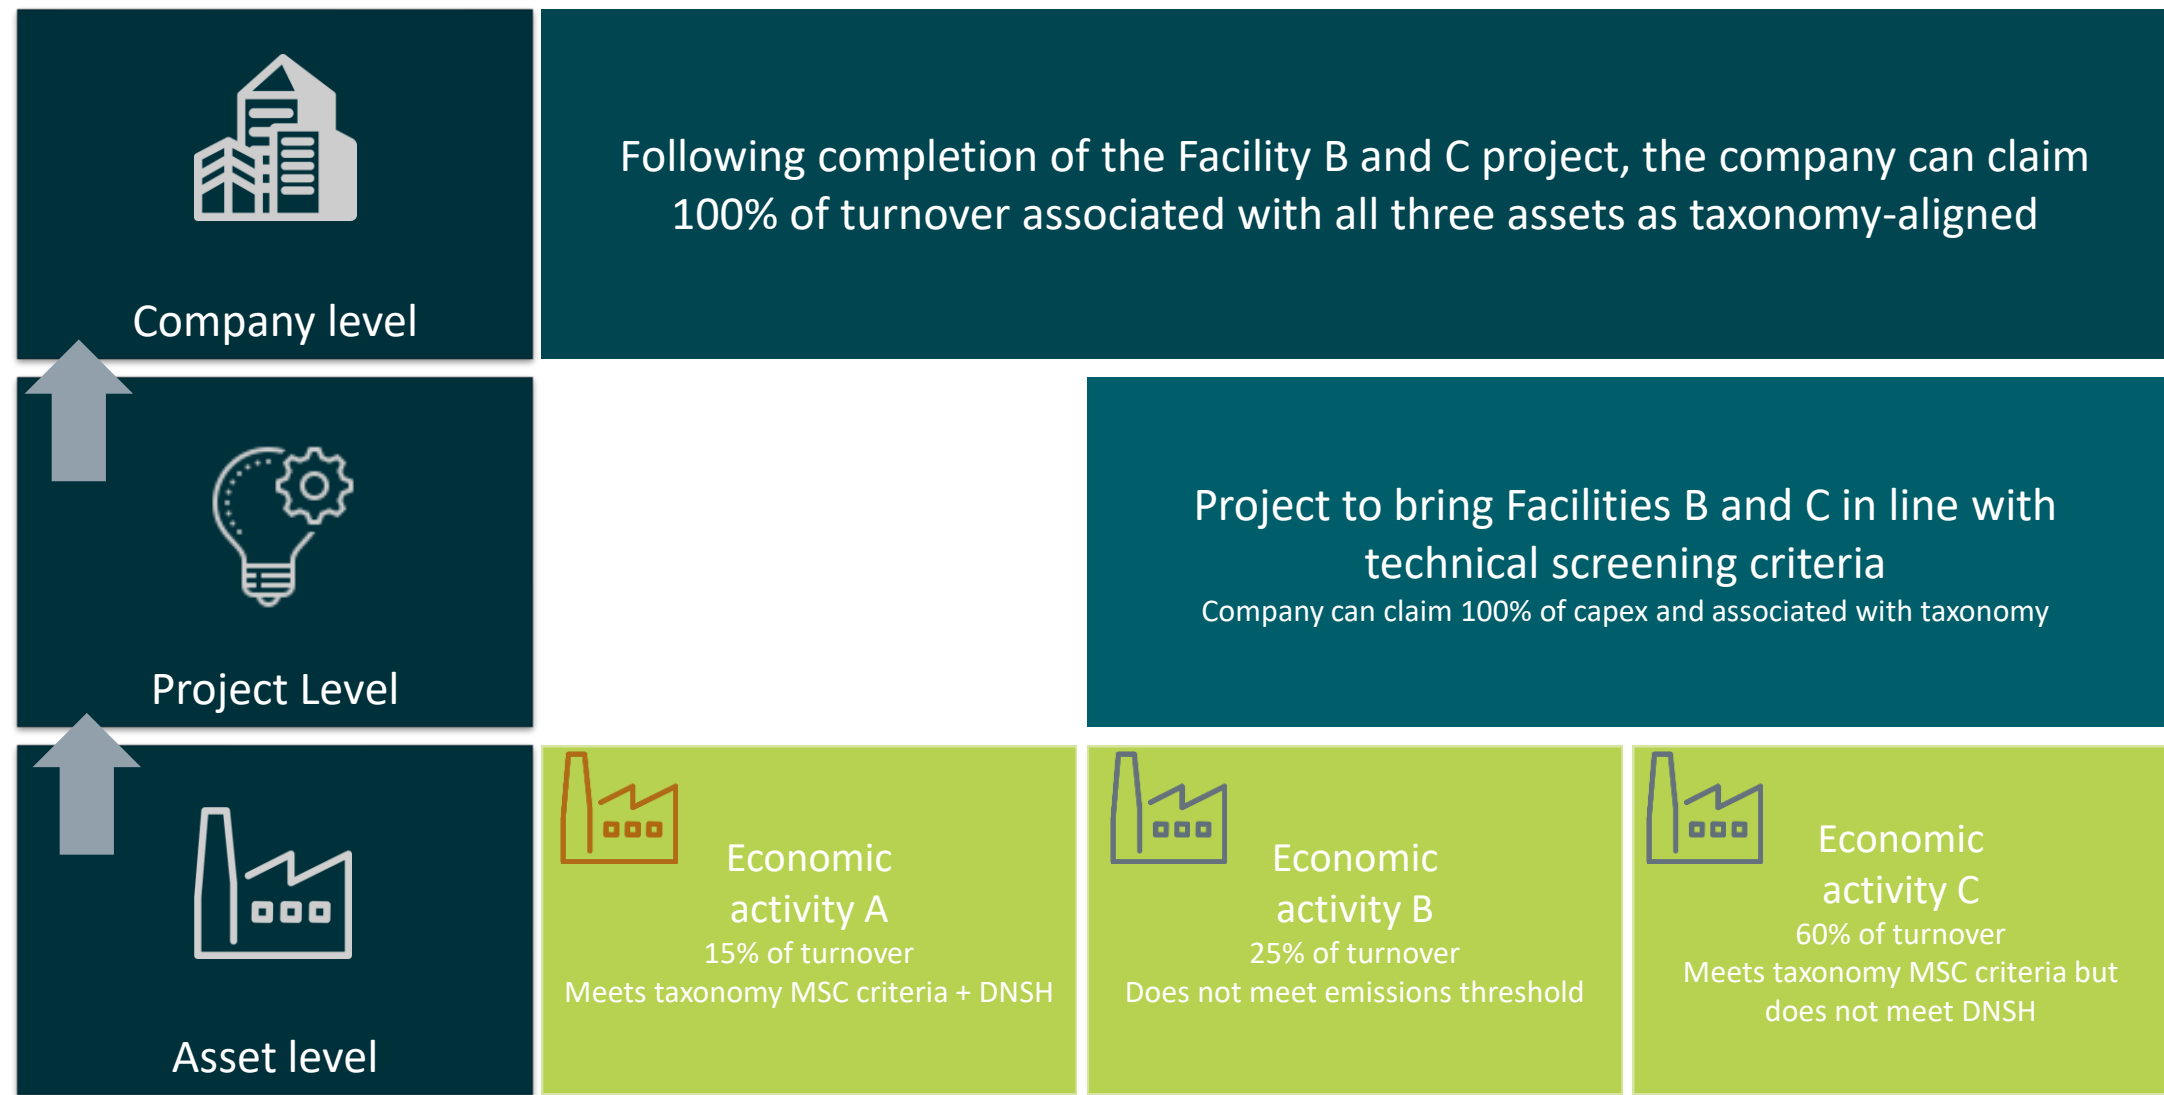 Company level
Following completion of the Facility B and C project, the company can claim
100% of turnover associated with all three assets as taxonomy-aligned
Project Level
Project to bring Facilities B and C in line with
technical screening criteria
Company can claim 100% of capex and associated with taxonomy
Asset level
Economic
activity A
15% of turnover
Meets taxonomy MSC criteria + DNSH
Economic
activity B
25% of turnover
Does not meet emissions threshold
Economic
activity C
60% of turnover
Meets taxonomy MSC criteria but
does not meet DNSH